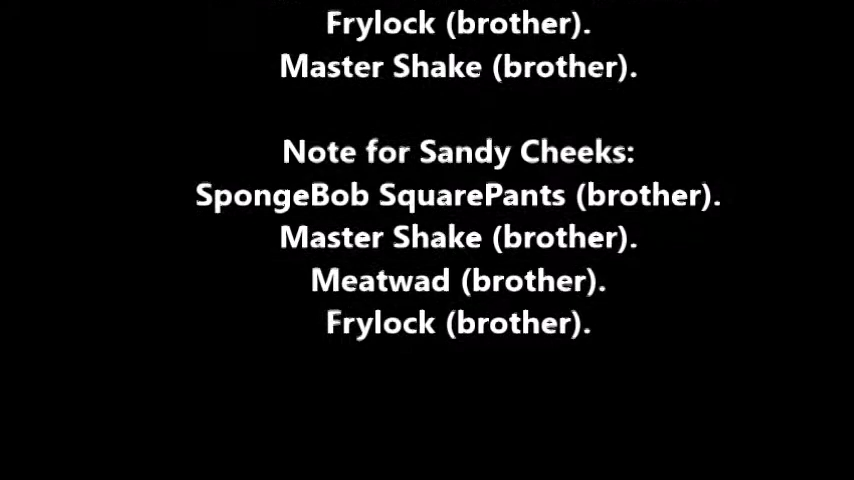 Frylock (brother).
Master Shake (brother).
Note for Sandy Cheeks:
SpongeBob SquarePants (brother).
Master Shake (brother).
Meatwad (brother).
Frylock (brother).